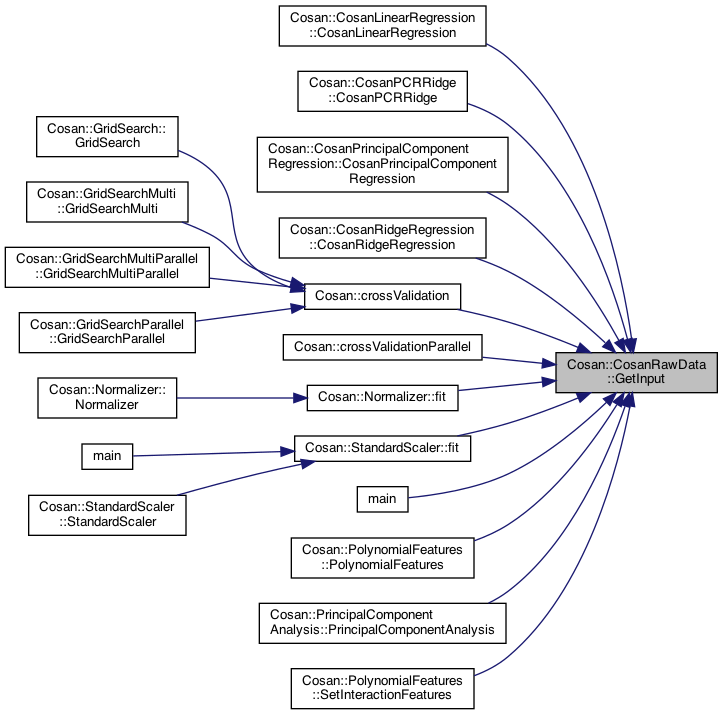 Cosan::CosanLinearRegression
::CosanLinearRegression
Cosan::CosanPCRRidge
::CosanPCRRidge
Cosan::GridSearch::
GridSearch
Cosan::CosanPrincipalComponent
Regression::CosanPrincipalComponent
Regression
Cosan::GridSearchMulti
::GridSearchMulti
Cosan::CosanRidgeRegression
::CosanRidgeRegression
Cosan::GridSearchMultiParallel
::GridSearchMultiParallel
Cosan::crossValidation
Cosan::GridSearchParallel
::GridSearchParallel
Cosan::crossValidationParallel
Cosan::CosanRawData
::GetInput
Cosan::Normalizer::
Normalizer
Cosan::Normalizer::fit
main
Cosan::StandardScaler::fit
main
Cosan::StandardScaler
::StandardScaler
Cosan::PolynomialFeatures
::PolynomialFeatures
Cosan::PrincipalComponent
Analysis::PrincipalComponentAnalysis
Cosan::PolynomialFeatures
::SetInteractionFeatures